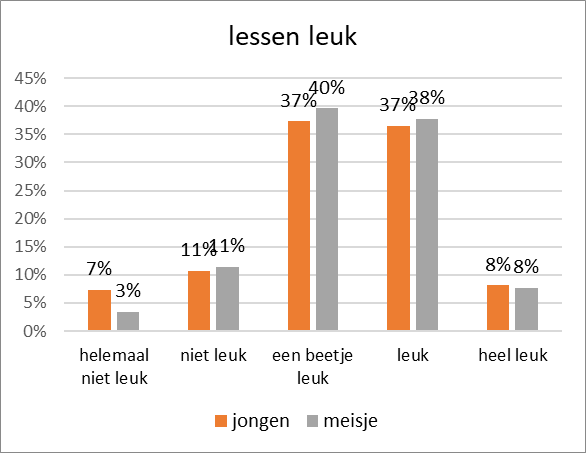 lessen leuk
45%
40%
35%
30%
25%
20%
15%
10%
5%
0%
7%
3%
11%
11%
37%
40%
37%
38%
8%
8%
helemaal
niet leuk
niet leuk
een beetje
leuk
leuk
heel leuk
jongen
meisje